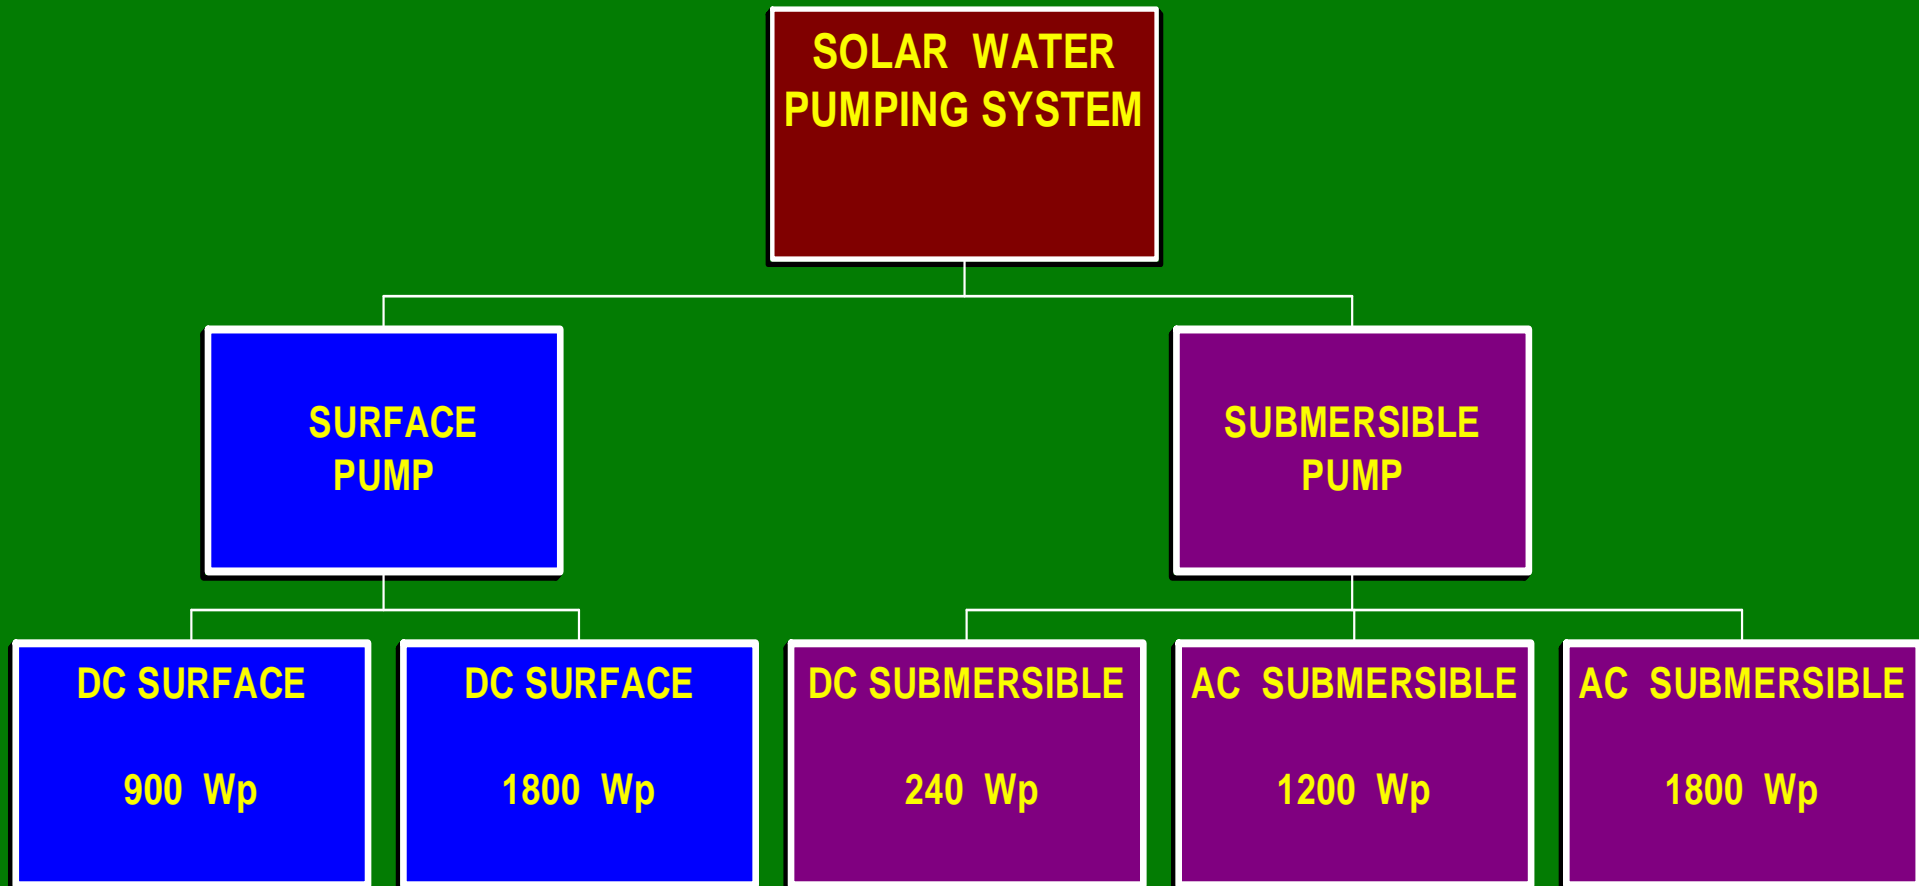 SOLAR WATER
PUMPING SYSTEM
SURFACE
PUMP
SUBMERSIBLE
PUMP
DC SURFACE
900 Wp
DC SURFACE
1800 Wp
DC SUBMERSIBLE
240 Wp
AC SUBMERSIBLE
1200 Wp
AC SUBMERSIBLE
1800 Wp